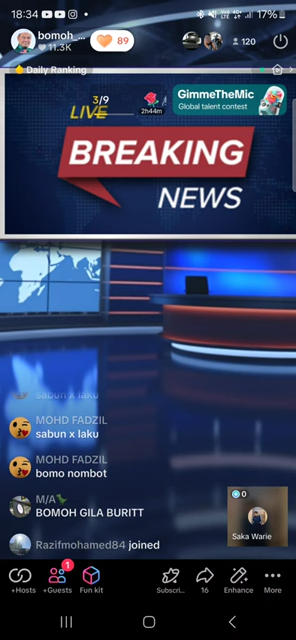 18:34
17%
bomoh_...
11.3K
89
120
Daily Ranking
3/9
LIVE
2h44m
GimmeTheMic
Global talent contest
BREAKING
NEWS
sabun x laku
MOHD FADZIL
sabun x laku
MOHD FADZIL
bomo nombot
M/A
BOMOH GILA BURITT
Razifmohamed84 joined
0
Saka Warie
1
+Hosts
+Guests
Fun kit
Subscri...
16
Enhance
More